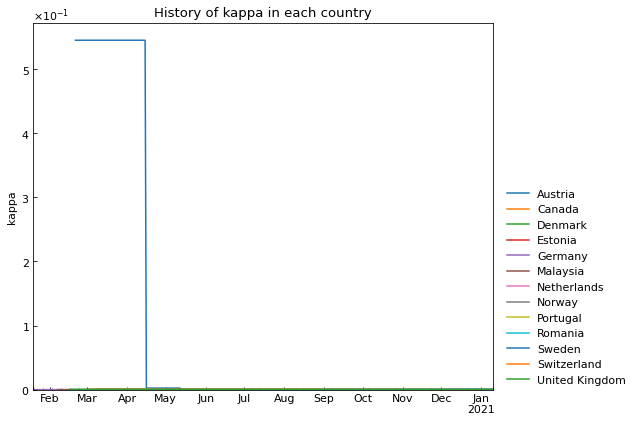 History of kappa in each country
×10⁻¹
5
4
3
2
1
0
kappa
Feb Mar Apr May Jun Jul Aug Sep Oct Nov Dec Jan
2021
Austria
Canada
Denmark
Estonia
Germany
Malaysia
Netherlands
Norway
Portugal
Romania
Sweden
Switzerland
United Kingdom